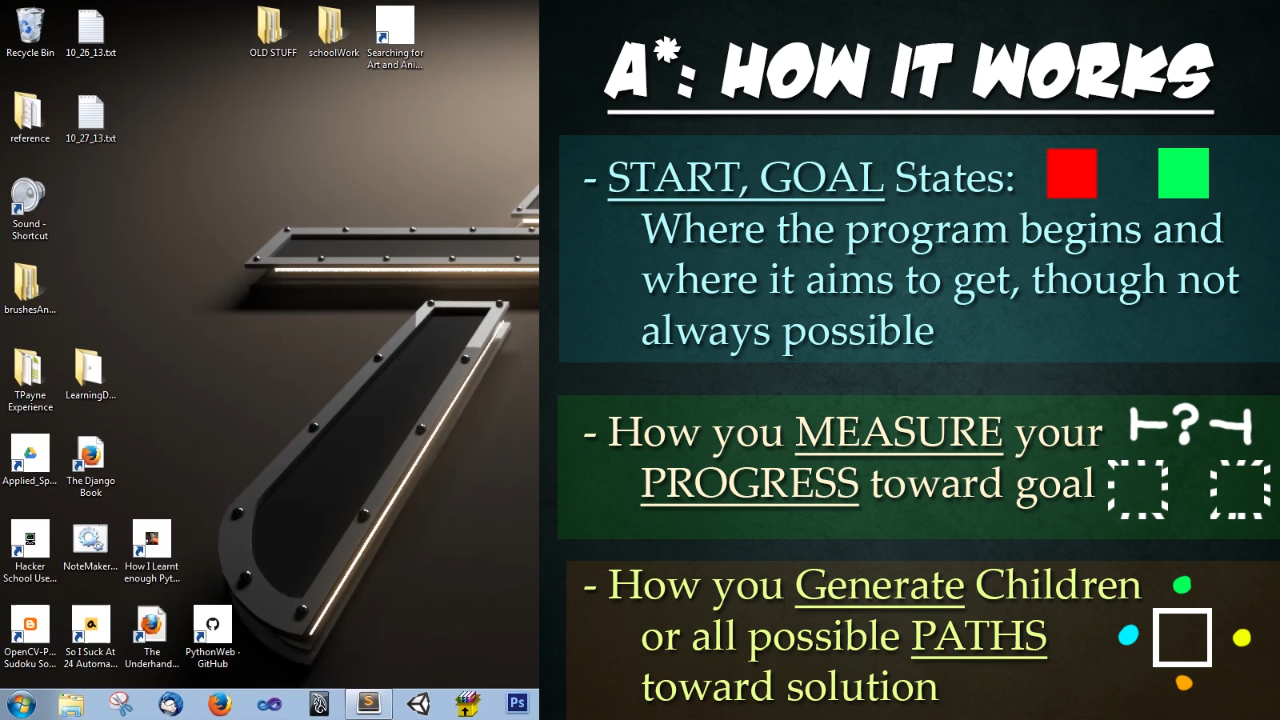 Recycle Bin
10_26_13.txt
OLD STUFF
schoolWork
Searching for
Art and Ani...
reference
10_27_13.txt
Sound -
Shortcut
brushesAn...
TPayne
Experience
LearningD...
Applied_Sp...
The Django
Book
Hacker
School Use...
NoteMaker...
How I Learnt
enough Pyt...
OpenCV-P...
Sudoku So...
So I Suck At
24 Automa...
The
Underhand...
PythonWeb ·
GitHub
Ps
A*: HOW IT WORKS
- START, GOAL States:
Where the program begins and
where it aims to get, though not
always possible
- How you MEASURE your
PROGRESS toward goal
?
- How you Generate Children
or all possible PATHS
toward solution